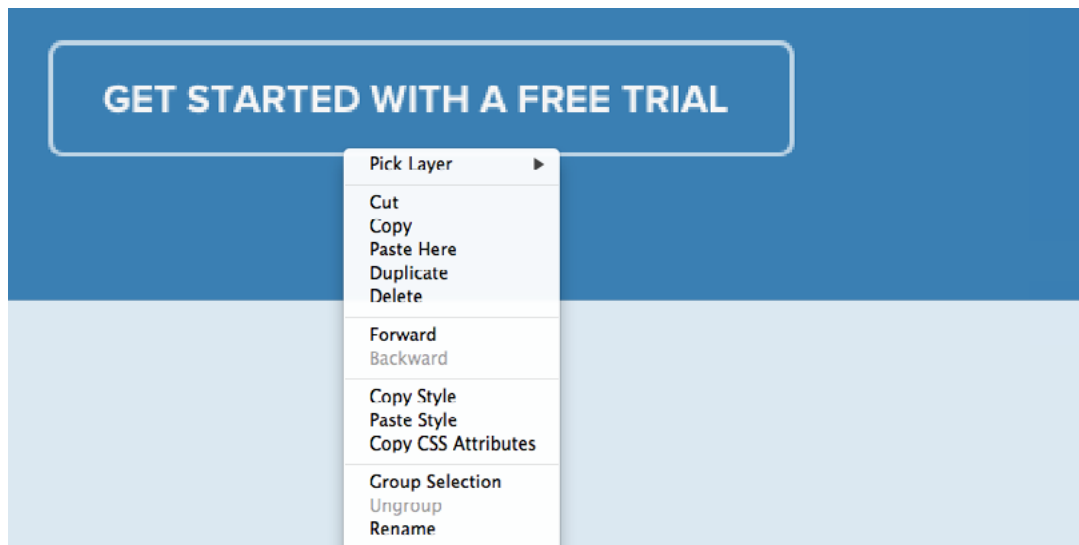 GET STARTED WITH A FREE TRIAL
Pick Layer
Cut
Copy
Paste Here
Duplicate
Delete
Forward
Backward
Copy Style
Paste Style
Copy CSS Attributes
Group Selection
Ungroup
Rename